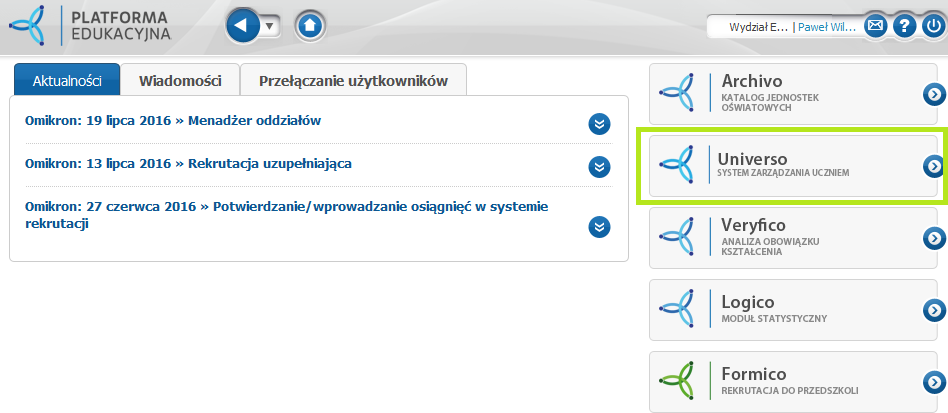 PLATFORMA
EDUKACYJNA
Wydział E... | Paweł Wil...
Aktualności
Wiadomości
Przełączanie użytkowników
Omikron: 19 lipca 2016 » Menadżer oddziałów
Omikron: 13 lipca 2016 » Rekrutacja uzupełniająca
Omikron: 27 czerwca 2016 » Potwierdzanie/wprowadzanie osiągnięć w systemie
rekrutacji
Archivo
KATALOG JEDNOSTEK
OŚWIATOWYCH
Universo
SYSTEM ZARZĄDZANIA UCZNIEM
Veryfico
ANALIZA OBOWIĄZKU
KSZTAŁCENIA
Logico
MODUŁ STATYSTYCZNY
Formico
REKRUTACJA DO PRZEDSZKOLI